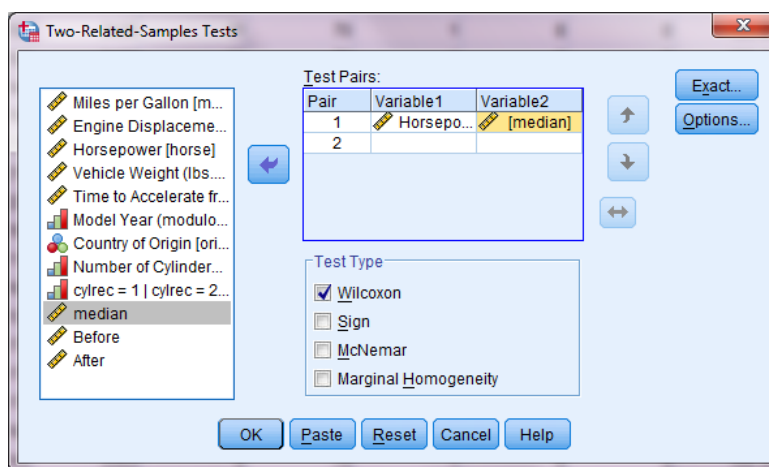 Two-Related-Samples Tests
Miles per Gallon [m...
Engine Displaceme...
Horsepower [horse]
Vehicle Weight (lbs....
Time to Accelerate fr...
Model Year (modulo...
Country of Origin [ori...
Number of Cylinder...
cylrec = 1 | cylrec = 2...
median
Before
After
Test Pairs:
Pair Variable1 Variable2
1 Horsepo... [median]
2
Test Type
Wilcoxon
Sign
McNemar
Marginal Homogeneity
Exact...
Options...
OK Paste Reset Cancel Help